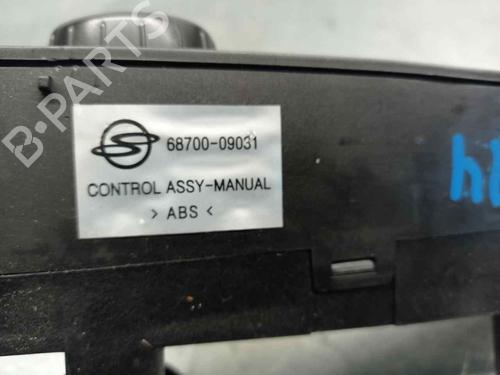 B-PARTS
68700-09031
CONTROL ASSY-MANUAL
> ABS <